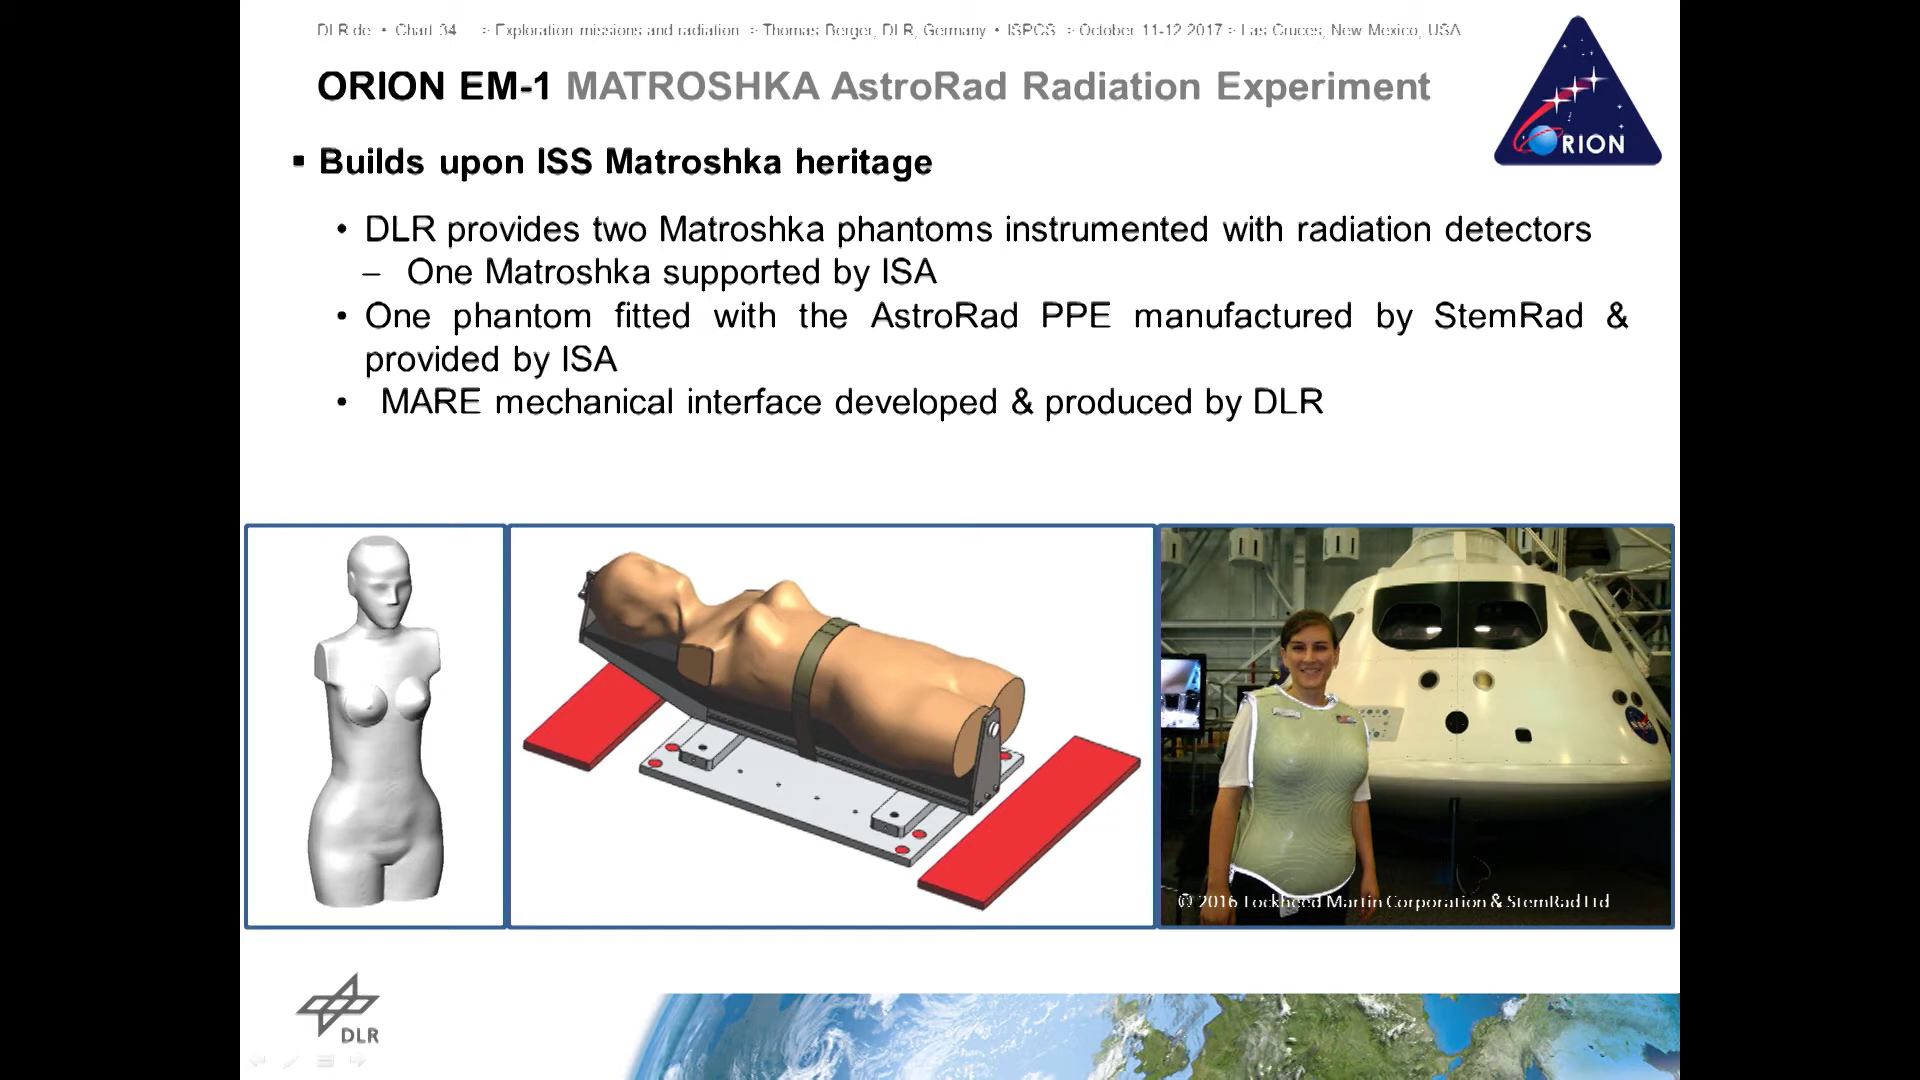 DLR.de • Chart 34 > Exploration missions and radiation > Thomas Berger, DLR, Germany • ISPCS > October 11-12 2017 > Las Cruces, New Mexico, USA
ORION EM-1 MATROSHKA AstroRad Radiation Experiment
ORION
▪ Builds upon ISS Matroshka heritage
• DLR provides two Matroshka phantoms instrumented with radiation detectors
– One Matroshka supported by ISA
• One phantom fitted with the AstroRad PPE manufactured by StemRad &
provided by ISA
• MARE mechanical interface developed & produced by DLR
NASA
© 2016 Lockheed Martin Corporation & StemRad Ltd
DLR